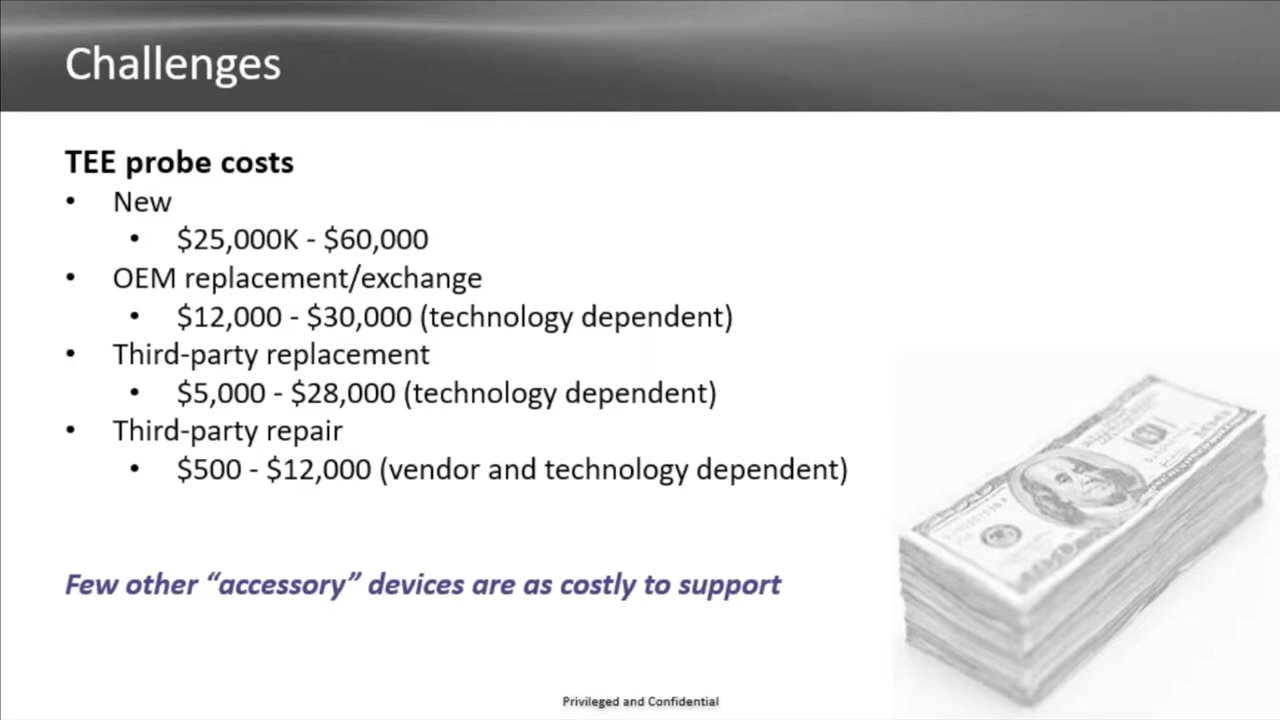 Challenges
TEE probe costs
• New
• $25,000K - $60,000
• OEM replacement/exchange
• $12,000 - $30,000 (technology dependent)
• Third-party replacement
• $5,000 - $28,000 (technology dependent)
• Third-party repair
• $500 - $12,000 (vendor and technology dependent)
Few other “accessory” devices are as costly to support
Privileged and Confidential